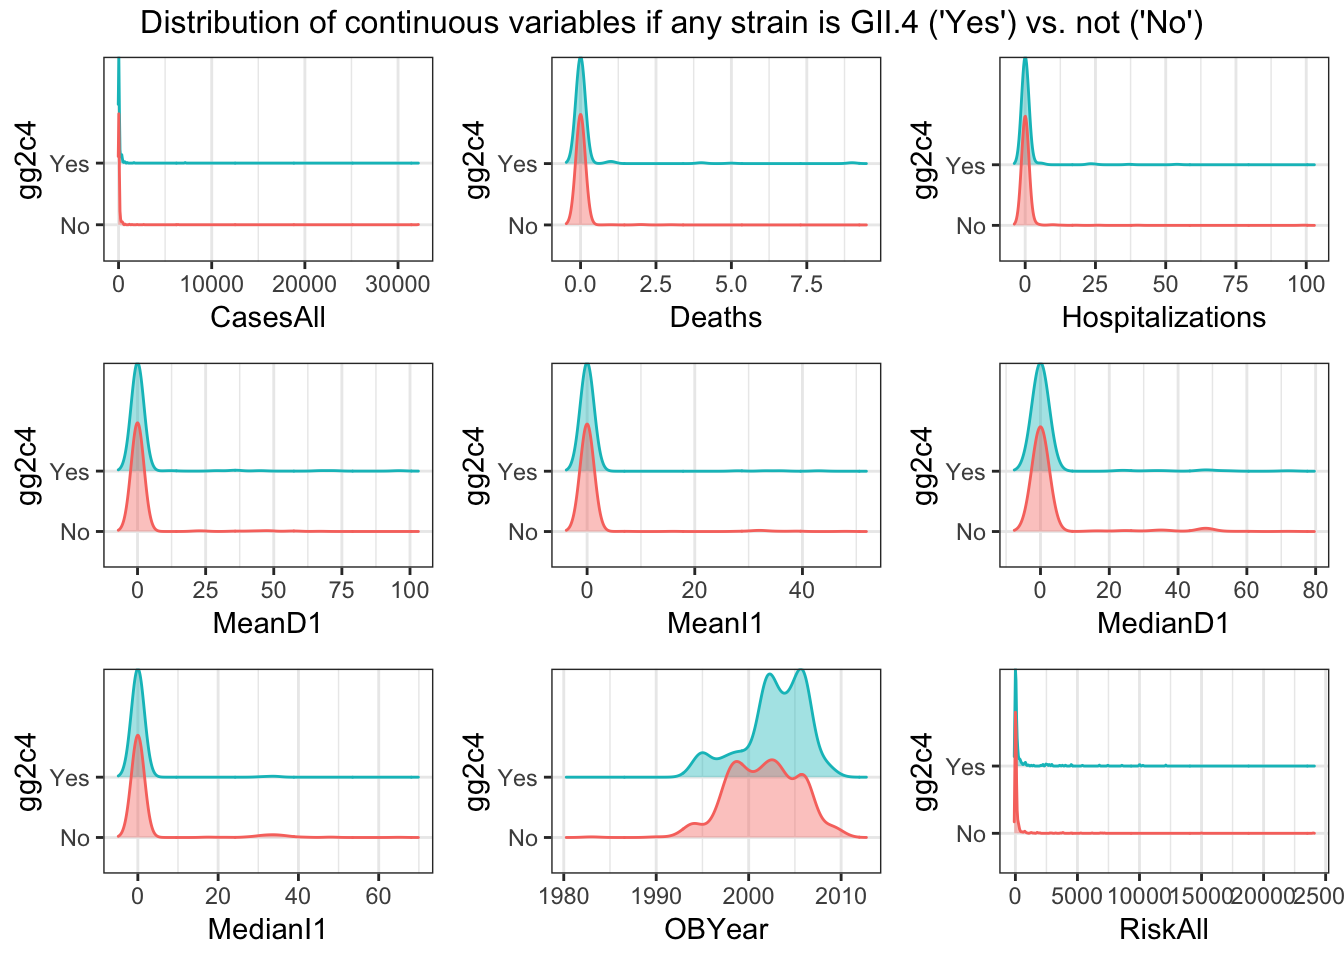 Distribution of continuous variables if any strain is GII.4 ('Yes') vs. not ('No')
gg2c4
Yes
No
0 10000 20000 30000
CasesAll
gg2c4
Yes
No
0.0 2.5 5.0 7.5
Deaths
gg2c4
Yes
No
0 25 50 75 100
Hospitalizations
gg2c4
Yes
No
0 25 50 75 100
MeanD1
gg2c4
Yes
No
0 20 40
MeanI1
gg2c4
Yes
No
0 20 40 60 80
MedianD1
gg2c4
Yes
No
0 20 40 60
MedianI1
gg2c4
Yes
No
1980 1990 2000 2010
OBYear
gg2c4
Yes
No
0 5000 10000 15000 20000 2500
RiskAll